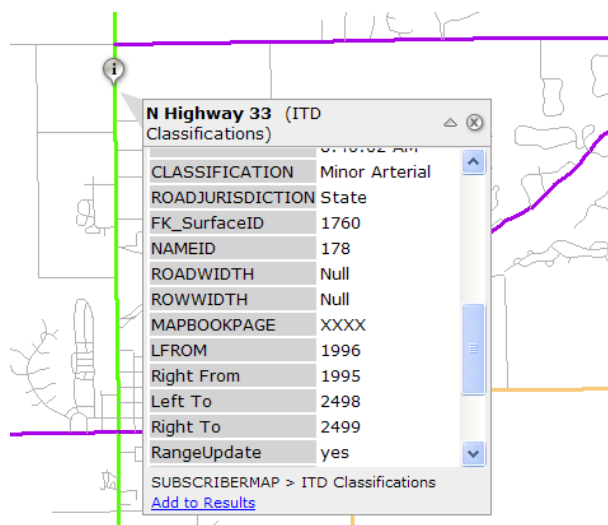 N Highway 33 (ITD
Classifications)
CLASSIFICATION Minor Arterial
ROADJURISDICTION State
FK_SurfaceID 1760
NAMEID 178
ROADWIDTH Null
ROWWIDTH Null
MAPBOOKPAGE XXXX
LFROM 1996
Right From 1995
Left To 2498
Right To 2499
RangeUpdate yes
SUBSCRIBERMAP > ITD Classifications
Add to Results